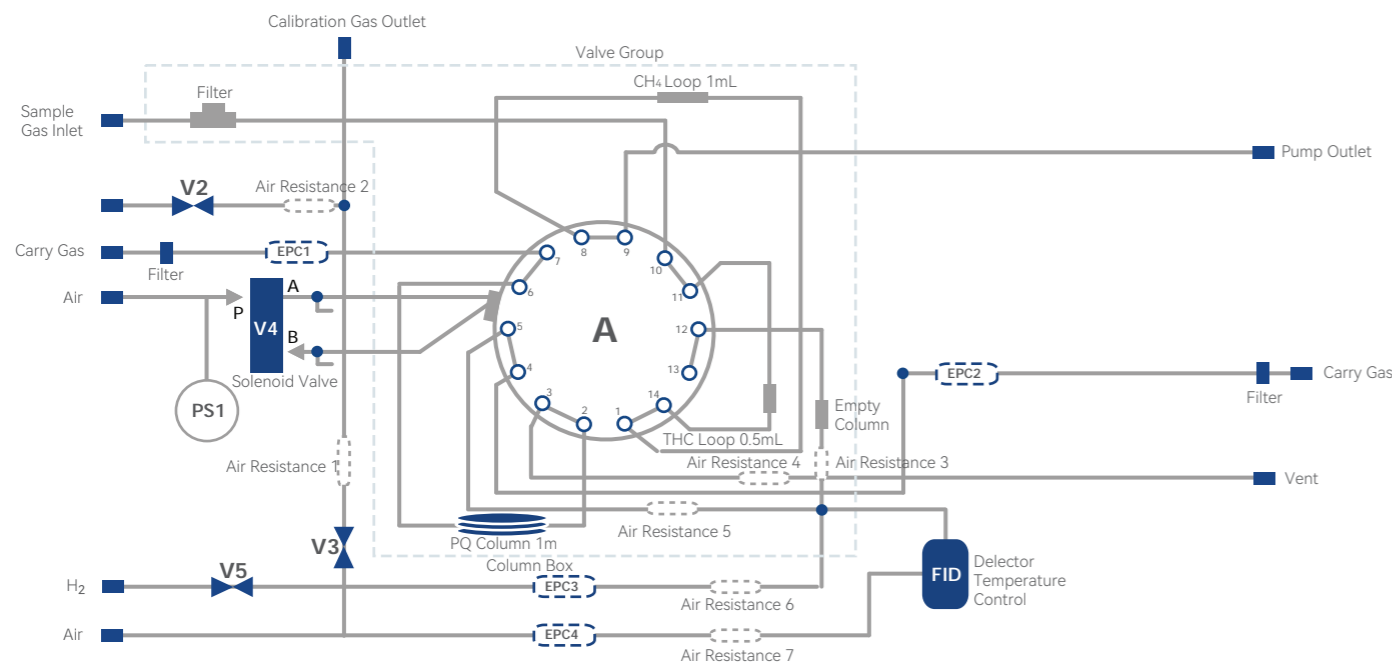 Calibration Gas Outlet
Valve Group
CH₄ Loop 1mL
Filter
Sample
Gas Inlet
Pump Outlet
V2
Air Resistance 2
Carry Gas
EPC1
Filter
8
9
7
10
6
11
Air
A
P
V4
B
Solenoid Valve
PS1
5
A
12
4
13
3
2
1
14
EPC2
Carry Gas
Filter
Empty
Column
THC Loop 0.5mL
Air Resistance 1
Air Resistance 4
Air Resistance 3
Vent
Air Resistance 5
PQ Column 1m
V3
Column Box
V5
H₂
EPC3
Air Resistance 6
FID
Delector
Temperature
Control
Air
EPC4
Air Resistance 7